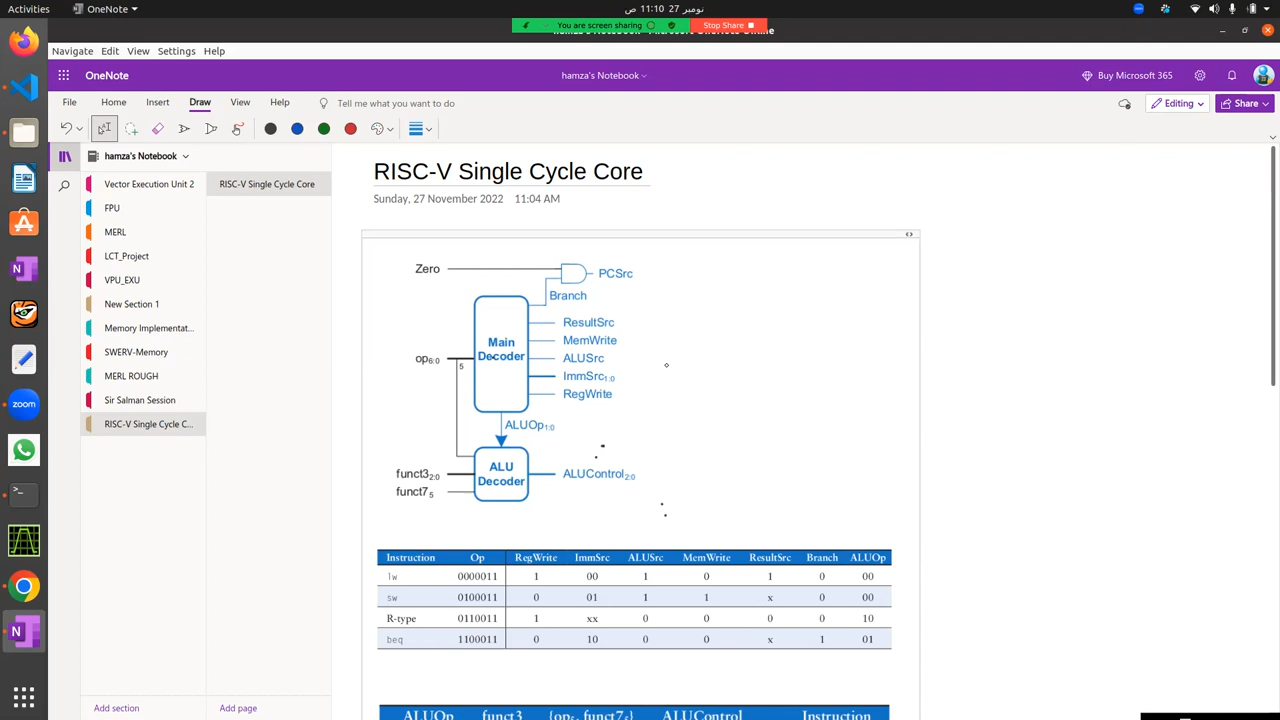 Activities
OneNote
نومبر 27 11:10 ص
You are screen sharing
Stop Share
Navigate Edit View Settings Help
OneNote
hamza's Notebook
Buy Microsoft 365
File Home Insert Draw View Help Tell me what you want to do
Editing
Share
hamza's Notebook
Vector Execution Unit 2
FPU
MERL
LCT_Project
VPU_EXU
New Section 1
Memory Implementat...
SWERV-Memory
MERL ROUGH
Sir Salman Session
RISC-V Single Cycle C...
Add section
RISC-V Single Cycle Core
Add page
RISC-V Single Cycle Core
Sunday, 27 November 2022 11:04 AM
Zero
PCSrc
Branch
ResultSrc
MemWrite
ALUSrc
ImmSrc1:0
RegWrite
Main
Decoder
op6:0
5
ALUOp1:0
ALU
Decoder
funct32:0
funct75
ALUControl2:0
Instruction Op RegWrite ImmSrc ALUSrc MemWrite ResultSrc Branch ALUOp
lw 0000011 1 00 1 0 1 0 00
sw 0100011 0 01 1 1 x 0 00
R-type 0110011 1 xx 0 0 0 0 10
beq 1100011 0 10 0 0 x 1 01
ALUOp funct3 {op5, funct75} ALUControl Instruction
zoom